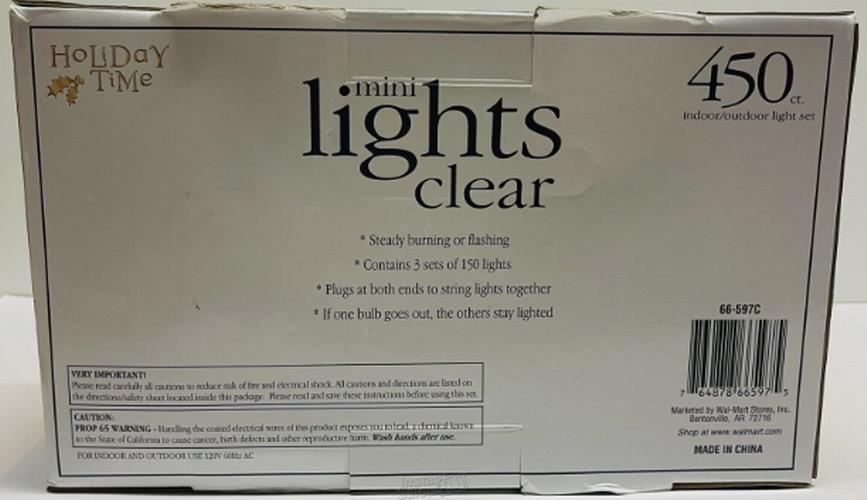 HOLiDaY
TiMe
mini
lights
clear
450 ct.
indoor/outdoor light set
* Steady burning or flashing
* Contains 3 sets of 150 lights
* Plugs at both ends to string lights together
* If one bulb goes out, the others stay lighted
66-597C
7 64878 66597 5
Marketed by Wal-Mart Stores, Inc.
Bentonville, AR 72716
Shop at www.walmart.com
MADE IN CHINA
VERY IMPORTANT!
Please read carefully all cautions to reduce risk of fire and electrical shock. All cautions and directions are listed on
the directions/safety sheet located inside this package. Please read and save these instructions before using this set.
CAUTION:
PROP 65 WARNING - Handling the coated electrical wires of this product exposes you to lead, a chemical known
to the State of California to cause cancer, birth defects and other reproductive harm. Wash hands after use.
FOR INDOOR AND OUTDOOR USE 120V 60Hz AC